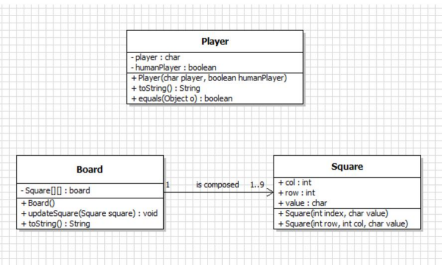 Player
- player : char
- humanPlayer : boolean
+ Player(char player, boolean humanPlayer)
+ toString() : String
+ equals(Object o) : boolean
Board
- Square[][] : board
+ Board()
+ updateSquare(Square square) : void
+ toString() : String
1 is composed 1..9
Square
+ col : int
+ row : int
+ value : char
+ Square(int index, char value)
+ Square(int row, int col, char value)